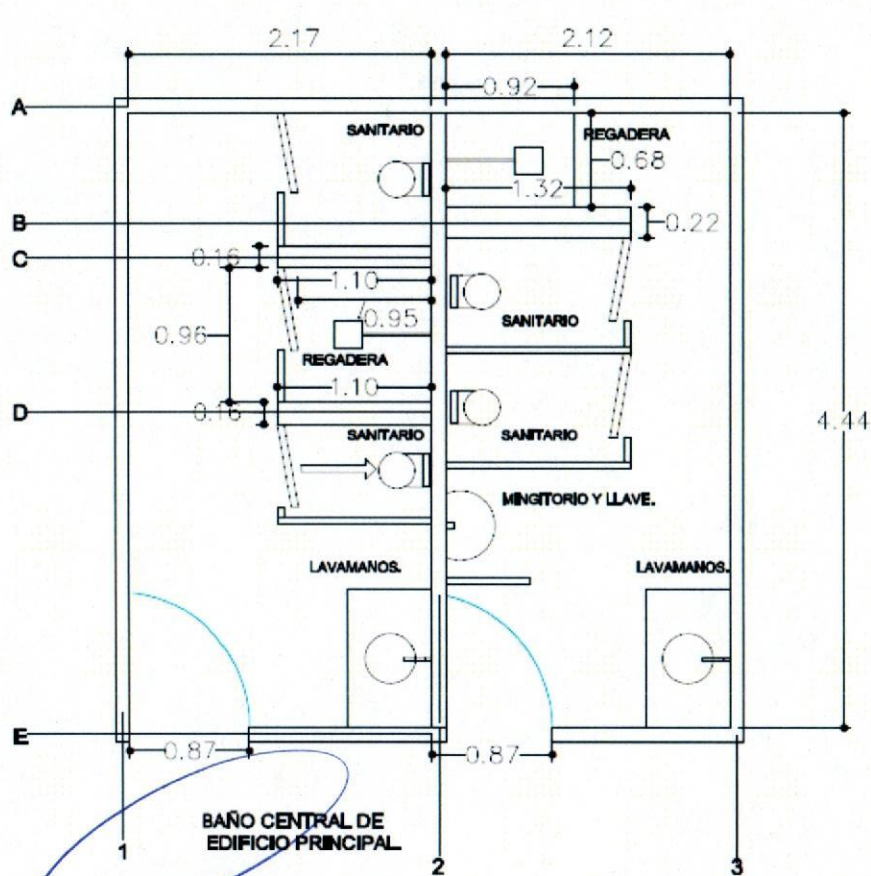 2.17
2.12
0.92
A
SANITARIO
REGADERA
0.68
1.32
B
0.22
C
0.16
1.10
0.95
SANITARIO
0.96
REGADERA
1.10
D
0.16
SANITARIO
SANITARIO
4.44
MINGITORIO Y LLAVE.
LAVAMANOS.
LAVAMANOS.
E
0.87
0.87
BAÑO CENTRAL DE
EDIFICIO PRINCIPAL
1
2
3